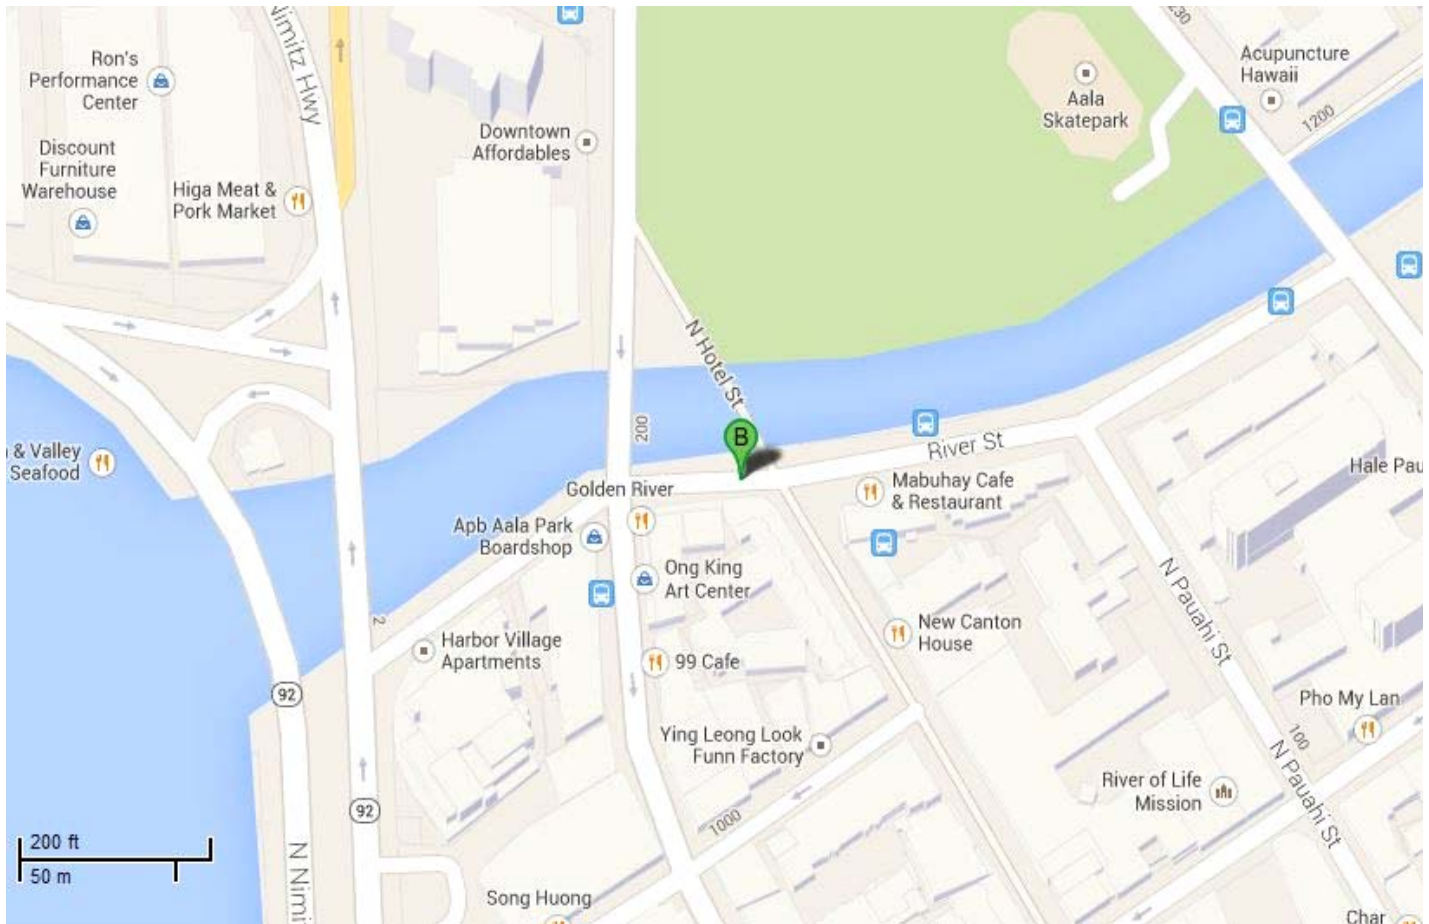 Nimitz Hwy
Ron's
Performance
Center
Discount
Furniture
Warehouse
Higa Meat &
Pork Market
Downtown
Affordables
Aala
Skatepark
230
Acupuncture
Hawaii
1200
N Hotel St
200
B
River St
& Valley
Seafood
Golden River
Apb Aala Park
Boardshop
Mabuhay Cafe
& Restaurant
Hale Pau
Ong King
Art Center
2
Harbor Village
Apartments
99 Cafe
New Canton
House
N Pauahi St
92
Ying Leong Look
Funn Factory
Pho My Lan
100
N Pauahi St
River of Life
Mission
92
1000
200 ft
50 m
N Nimi
Song Huong
Char